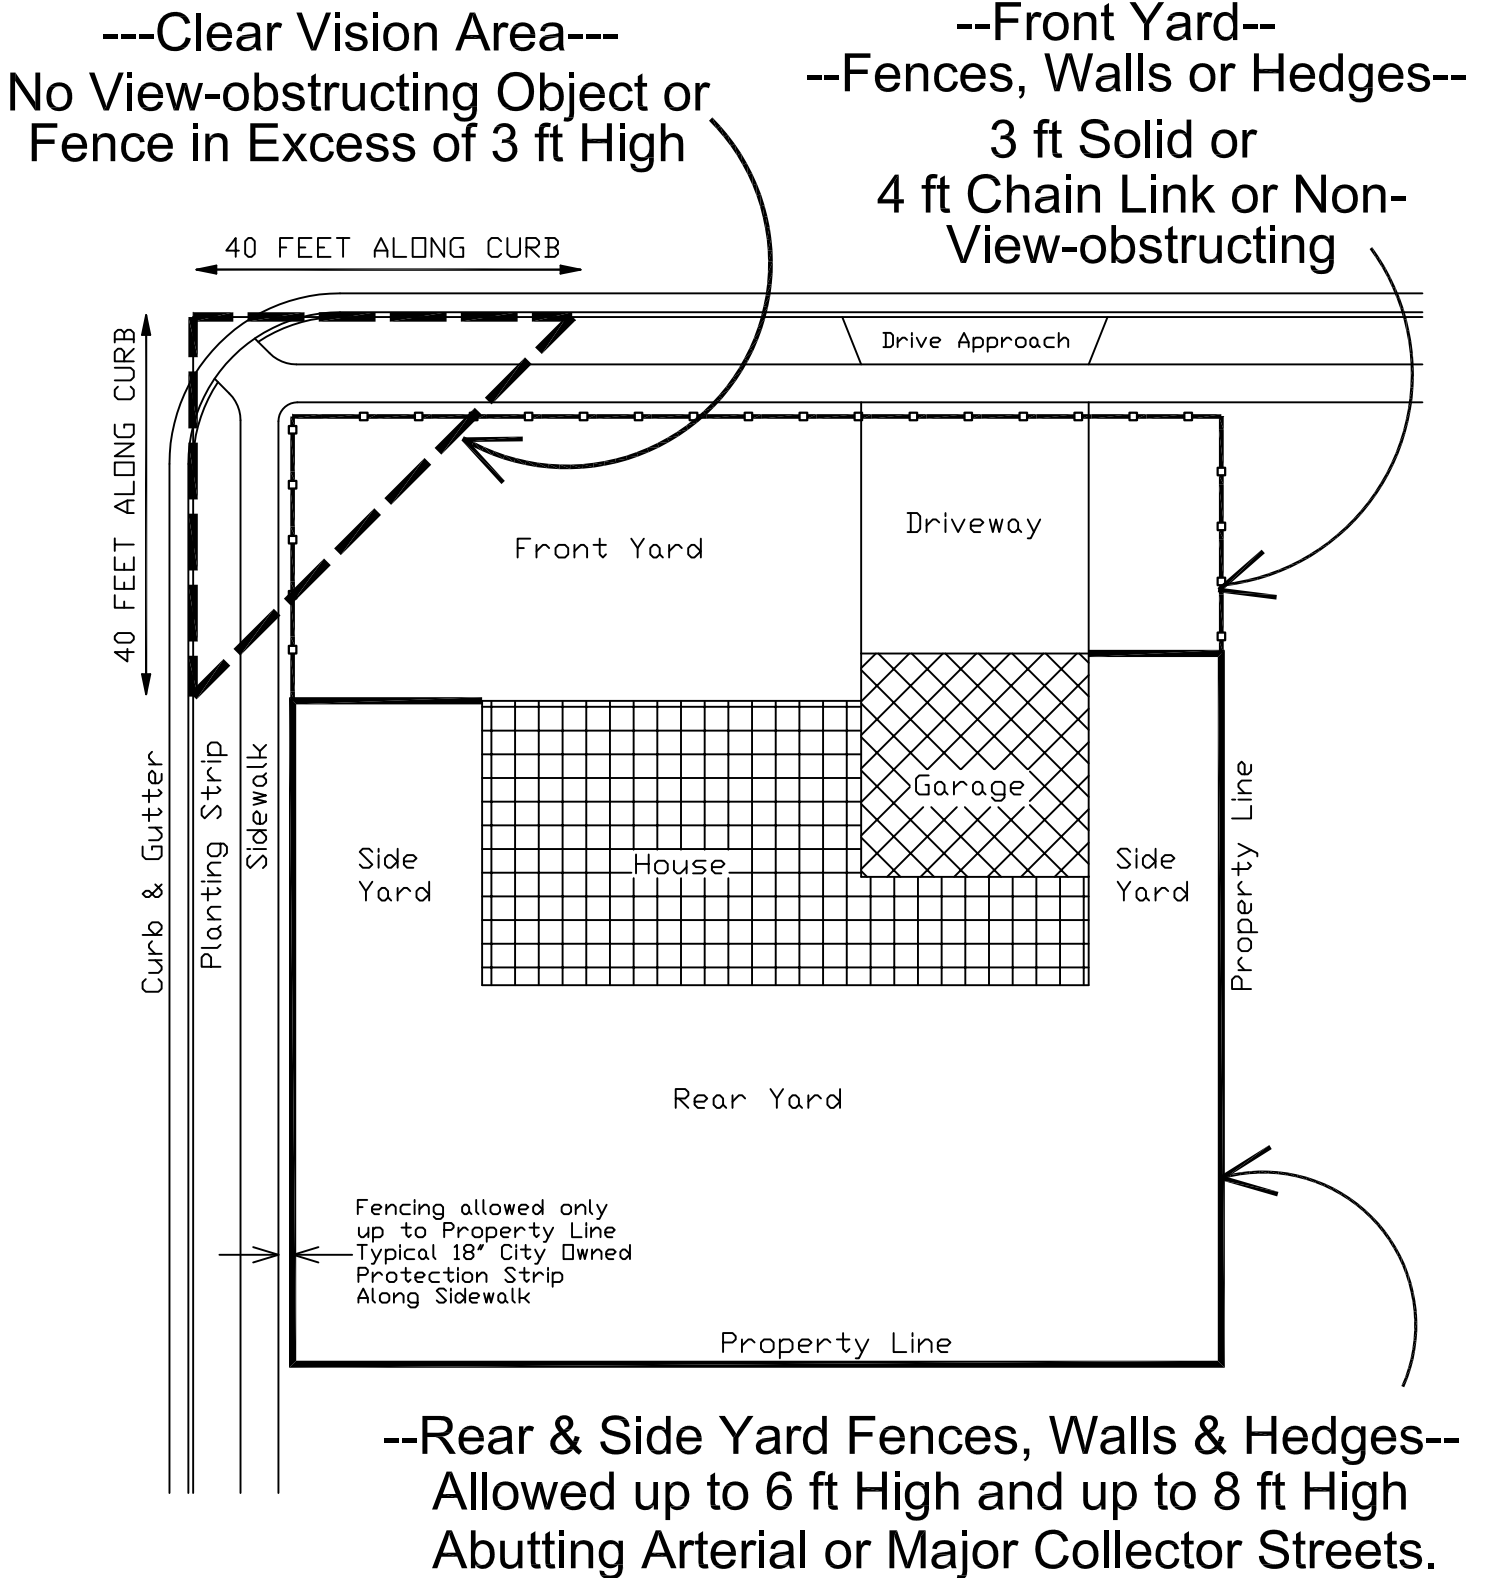 ---Clear Vision Area---
No View-obstructing Object or
Fence in Excess of 3 ft High
--Front Yard--
--Fences, Walls or Hedges--
3 ft Solid or
4 ft Chain Link or Non-
View-obstructing
40 FEET ALONG CURB
40 FEET ALONG CURB
Drive Approach
Front Yard
Driveway
Garage
House
Side
Yard
Side
Yard
Curb & Gutter
Planting Strip
Sidewalk
Property Line
Rear Yard
Fencing allowed only
up to Property Line
Typical 18" City Owned
Protection Strip
Along Sidewalk
Property Line
--Rear & Side Yard Fences, Walls & Hedges--
Allowed up to 6 ft High and up to 8 ft High
Abutting Arterial or Major Collector Streets.